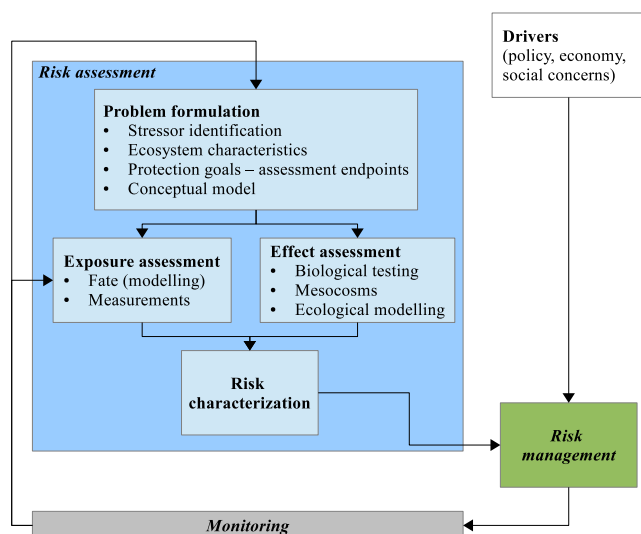 Drivers
(policy, economy,
social concerns)
Risk assessment
Problem formulation
• Stressor identification
• Ecosystem characteristics
• Protection goals – assessment endpoints
• Conceptual model
Exposure assessment
• Fate (modelling)
• Measurements
Effect assessment
• Biological testing
• Mesocosms
• Ecological modelling
Risk
characterization
Risk
management
Monitoring